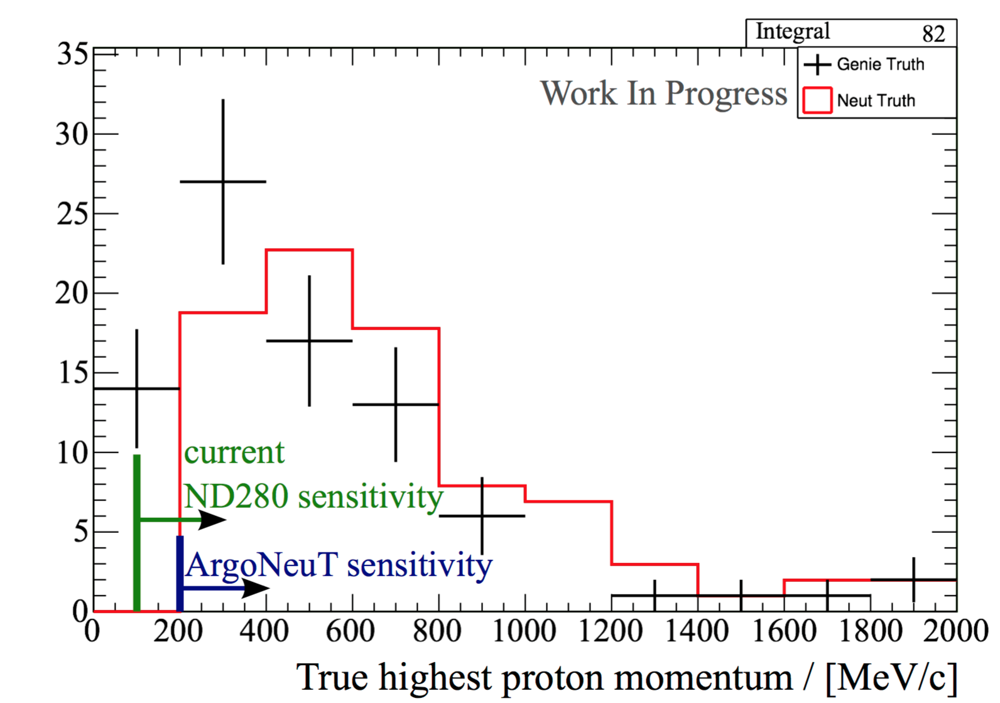 Integral 82
Genie Truth
Neut Truth
Work In Progress
35
30
25
20
15
10
5
0
current
ND280 sensitivity
ArgoNeuT sensitivity
0 200 400 600 800 1000 1200 1400 1600 1800 2000
True highest proton momentum / [MeV/c]